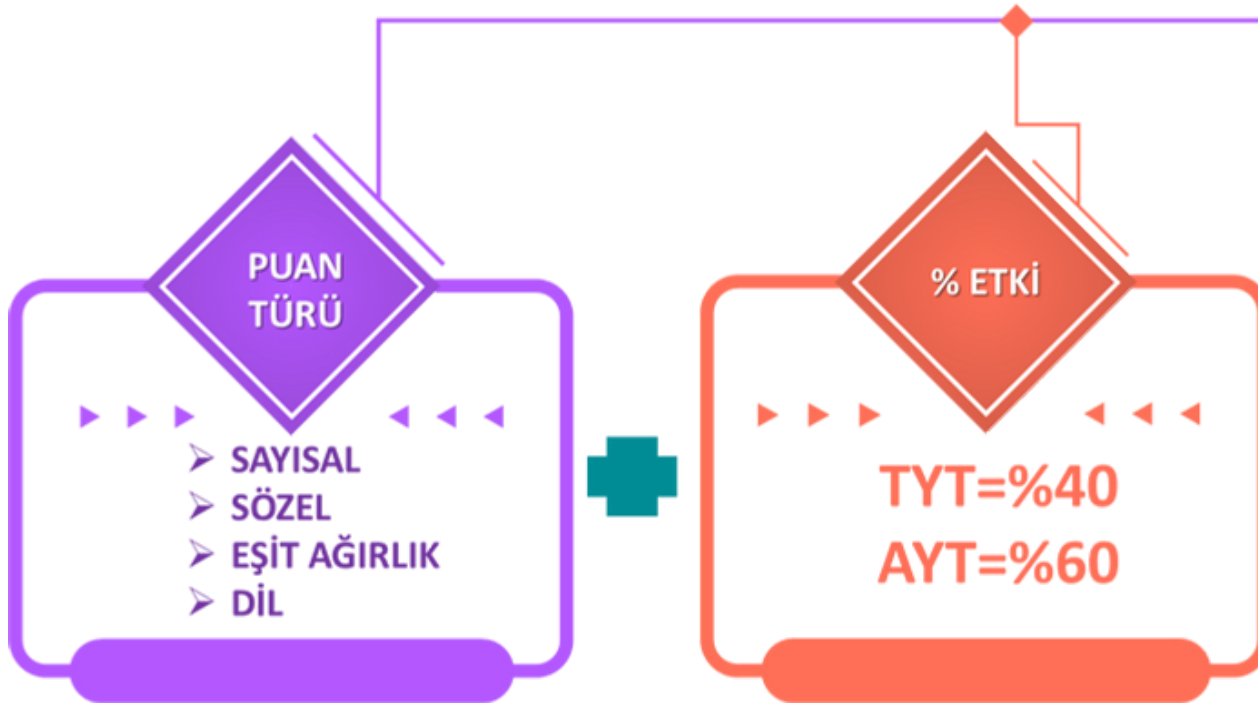 PUAN
TÜRÜ
SAYISAL
SÖZEL
EŞİT AĞIRLIK
DİL
% ETKİ
TYT=%40
AYT=%60